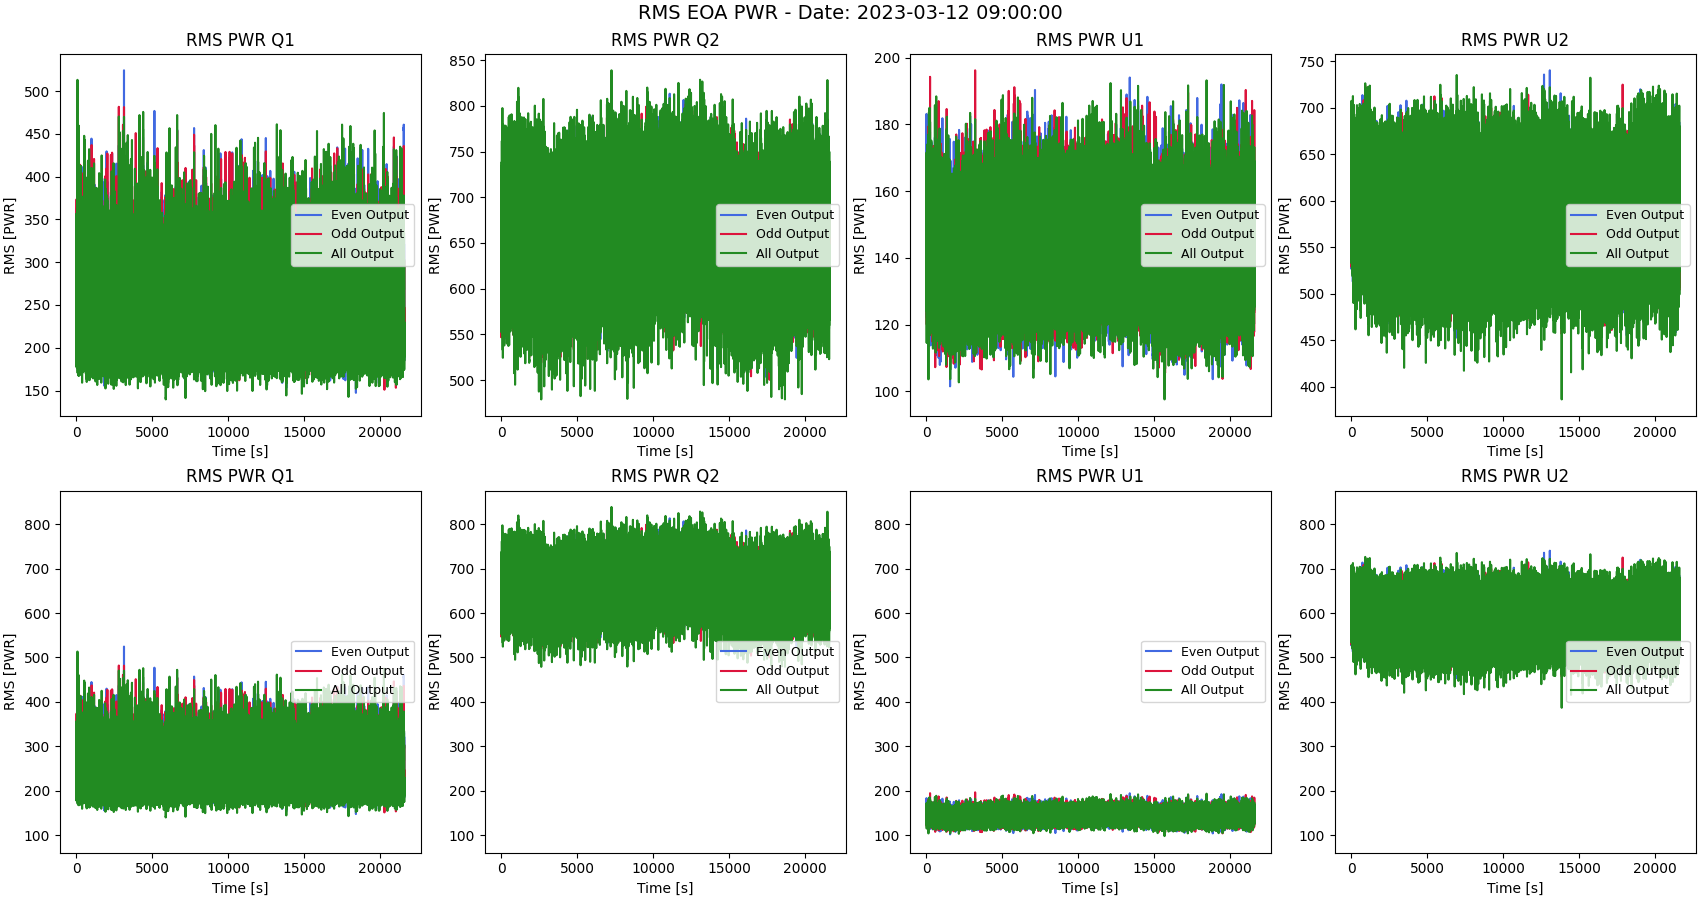 RMS EOA PWR - Date: 2023-03-12 09:00:00
RMS PWR Q1
RMS [PWR]
500
450
400
350
300
250
200
150
0 5000 10000 15000 20000
Time [s]
Even Output
Odd Output
All Output
RMS PWR Q2
RMS [PWR]
850
800
750
700
650
600
550
500
0 5000 10000 15000 20000
Time [s]
Even Output
Odd Output
All Output
RMS PWR U1
RMS [PWR]
200
180
160
140
120
100
0 5000 10000 15000 20000
Time [s]
Even Output
Odd Output
All Output
RMS PWR U2
RMS [PWR]
750
700
650
600
550
500
450
400
0 5000 10000 15000 20000
Time [s]
Even Output
Odd Output
All Output
RMS PWR Q1
RMS [PWR]
800
700
600
500
400
300
200
100
0 5000 10000 15000 20000
Time [s]
Even Output
Odd Output
All Output
RMS PWR Q2
RMS [PWR]
800
700
600
500
400
300
200
100
0 5000 10000 15000 20000
Time [s]
Even Output
Odd Output
All Output
RMS PWR U1
RMS [PWR]
800
700
600
500
400
300
200
100
0 5000 10000 15000 20000
Time [s]
Even Output
Odd Output
All Output
RMS PWR U2
RMS [PWR]
800
700
600
500
400
300
200
100
0 5000 10000 15000 20000
Time [s]
Even Output
Odd Output
All Output